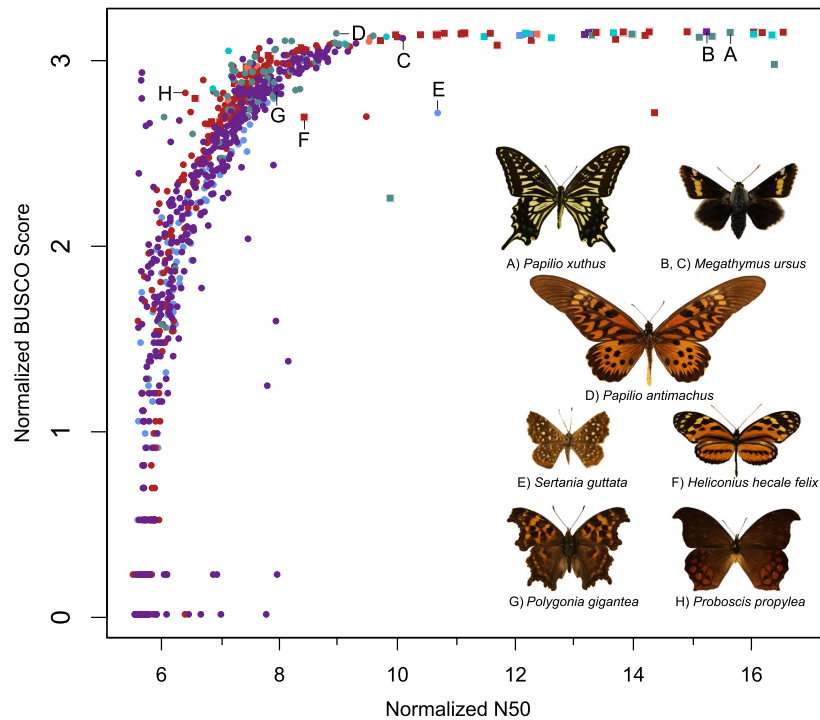 D
3
C
B
A
H
E
G
F
2
1
0
Normalized BUSCO Score
A) Papilio xuthus
B, C) Megathymus ursus
D) Papilio antimachus
E) Sertania guttata
F) Heliconius hecale felix
G) Polygonia gigantea
H) Proboscis propylea
6 8 10 12 14 16
Normalized N50